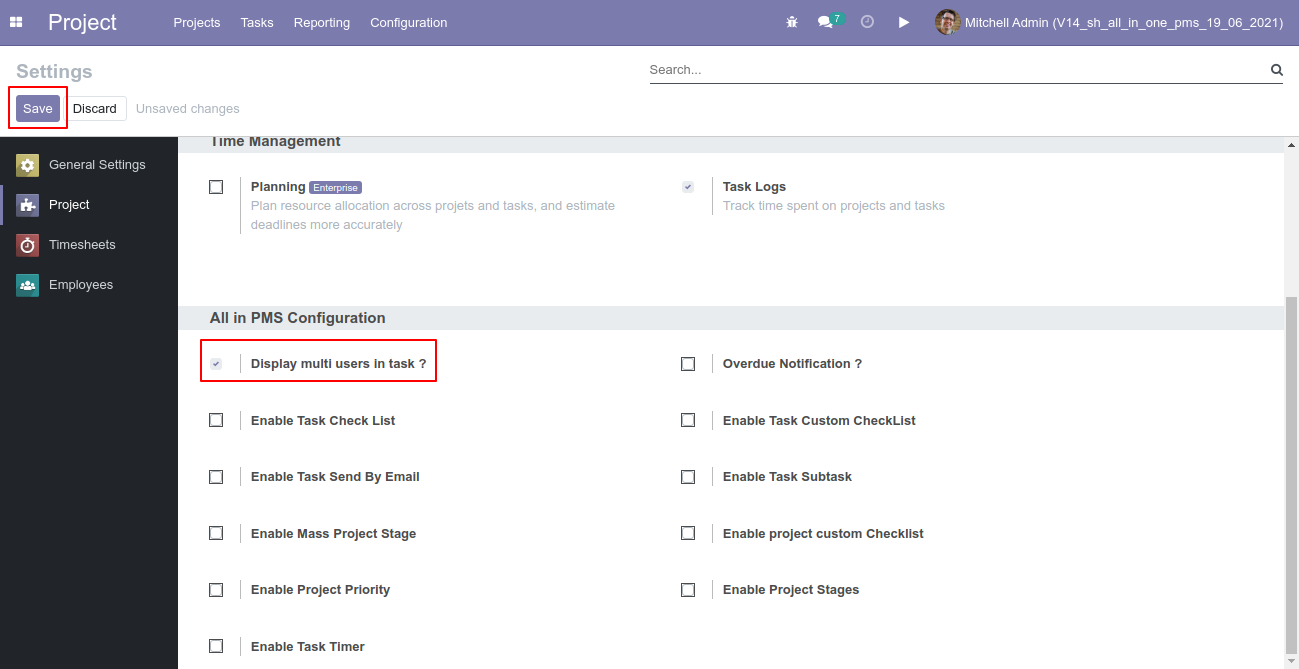 Project
Projects Tasks Reporting Configuration
7
Mitchell Admin (V14_sh_all_in_one_pms_19_06_2021)
Settings
Search...
Save Discard Unsaved changes
General Settings
Project
Timesheets
Employees
Time Management
Planning Enterprise
Plan resource allocation across projets and tasks, and estimate
deadlines more accurately
Task Logs
Track time spent on projects and tasks
All in PMS Configuration
Display multi users in task ?
Overdue Notification ?
Enable Task Check List
Enable Task Custom CheckList
Enable Task Send By Email
Enable Task Subtask
Enable Mass Project Stage
Enable project custom Checklist
Enable Project Priority
Enable Project Stages
Enable Task Timer